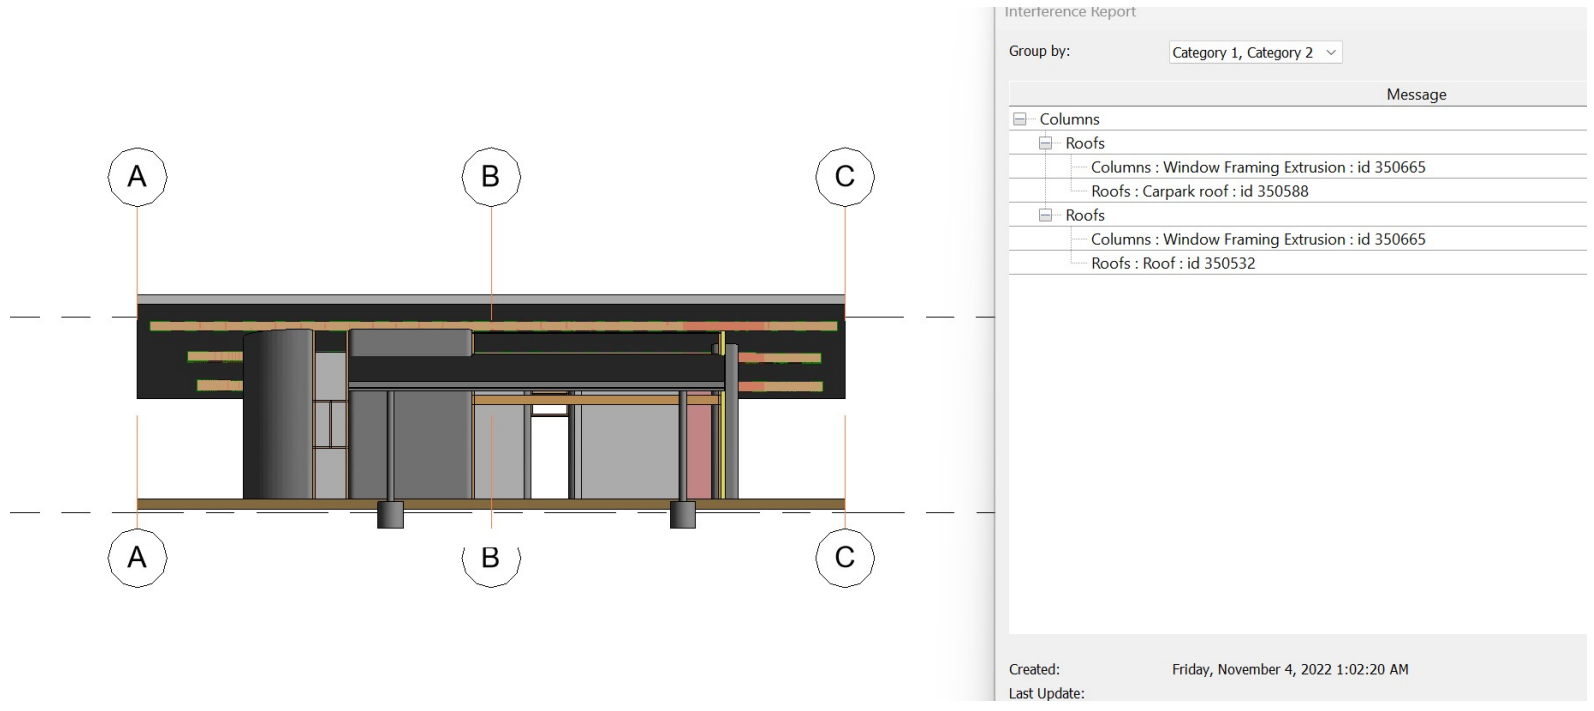 Interference Report
Group by:
Category 1, Category 2
Message
Columns
Roofs
Columns : Window Framing Extrusion : id 350665
Roofs : Carpark roof : id 350588
Roofs
Columns : Window Framing Extrusion : id 350665
Roofs : Roof : id 350532
Created:
Friday, November 4, 2022 1:02:20 AM
Last Update:
A
B
C
A
B
C